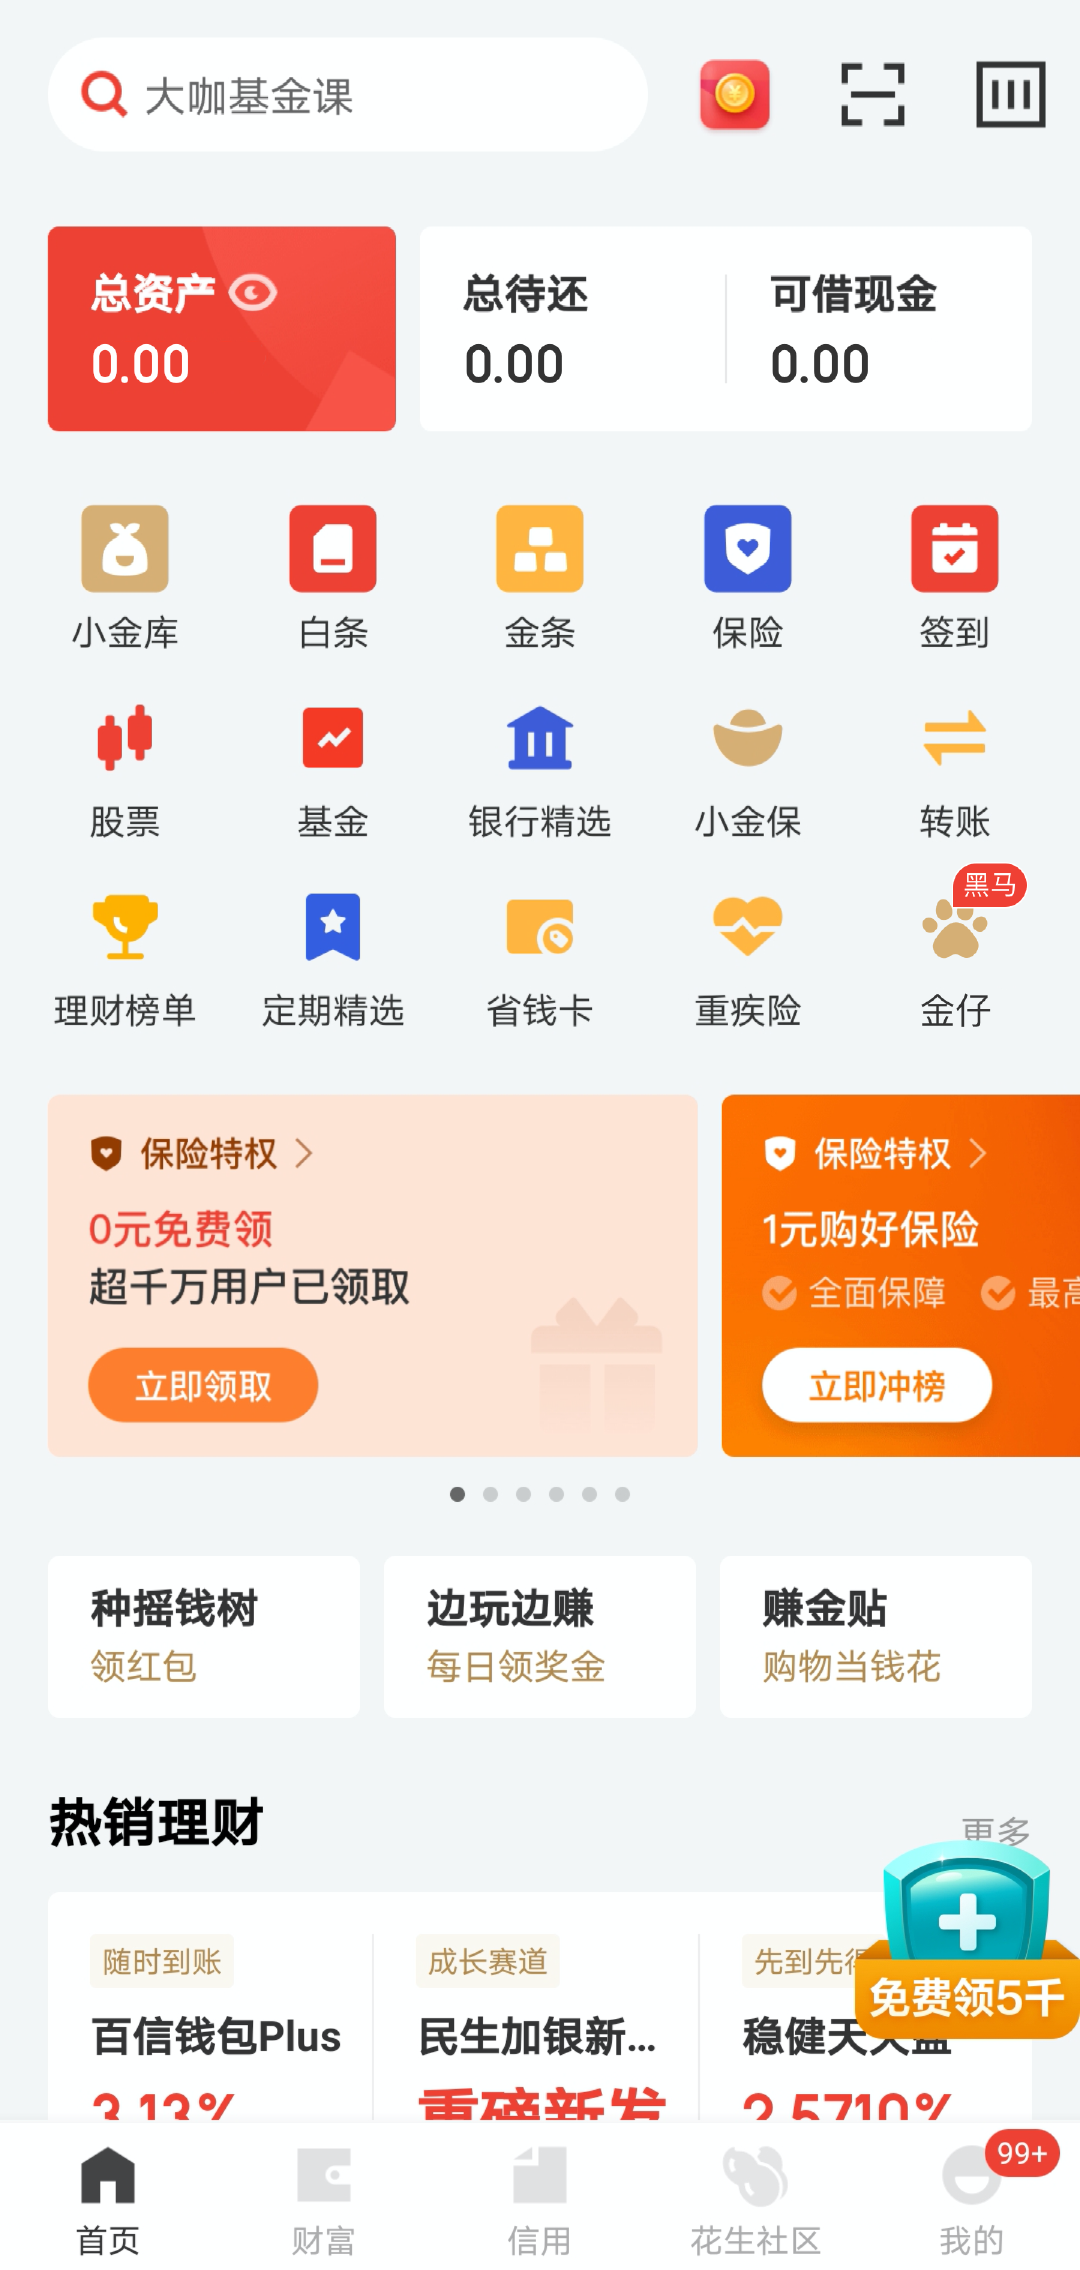 大咖基金课
总资产
0.00
总待还
0.00
可借现金
0.00
小金库
白条
金条
保险
签到
股票
基金
银行精选
小金保
转账
黑马
理财榜单
定期精选
省钱卡
重疾险
金仔
保险特权
0元免费领
超千万用户已领取
立即领取
保险特权
1元购好保险
全面保障 最高
立即冲榜
种摇钱树
领红包
边玩边赚
每日领奖金
赚金贴
购物当钱花
热销理财
更多
随时到账
百信钱包Plus
3.13%
成长赛道
民生加银新...
重磅新发
先到先得
稳健天天盈
2.5710%
免费领5千
首页
财富
信用
花生社区
99+
我的